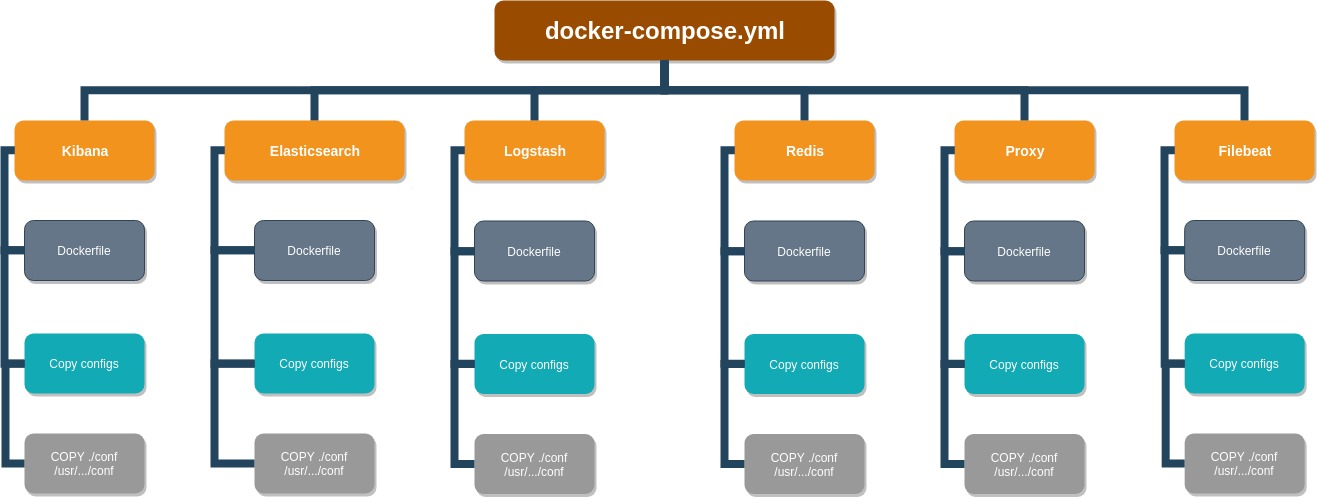 docker-compose.yml
Kibana
Elasticsearch
Logstash
Redis
Proxy
Filebeat
Dockerfile
Dockerfile
Dockerfile
Dockerfile
Dockerfile
Dockerfile
Copy configs
Copy configs
Copy configs
Copy configs
Copy configs
Copy configs
COPY ./conf
/usr/.../conf
COPY ./conf
/usr/.../conf
COPY ./conf
/usr/.../conf
COPY ./conf
/usr/.../conf
COPY ./conf
/usr/.../conf
COPY ./conf
/usr/.../conf